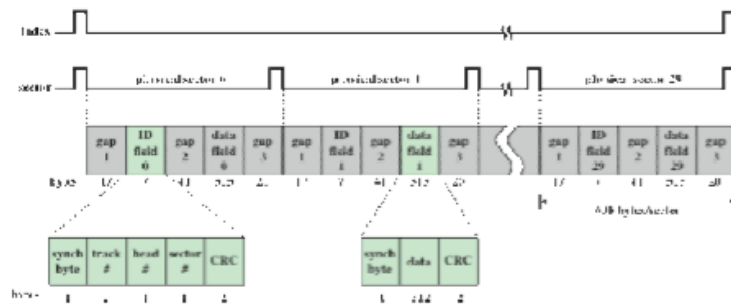 Index
sector
physical sector 0 physical sector 1 physical sector 29
gap 1 ID field 0 gap 2 data field 0 gap 3 gap 1 ID field 1 gap 2 data field 1 gap 3 gap 1 ID field 29 gap 2 data field 29 gap 3
bytes 17 7 41 515 20 17 7 41 515 20 17 7 41 515 20
bytes/sector
synch byte track # head # sector # CRC synch byte data CRC
bytes 1 2 1 1 2 1 512 2